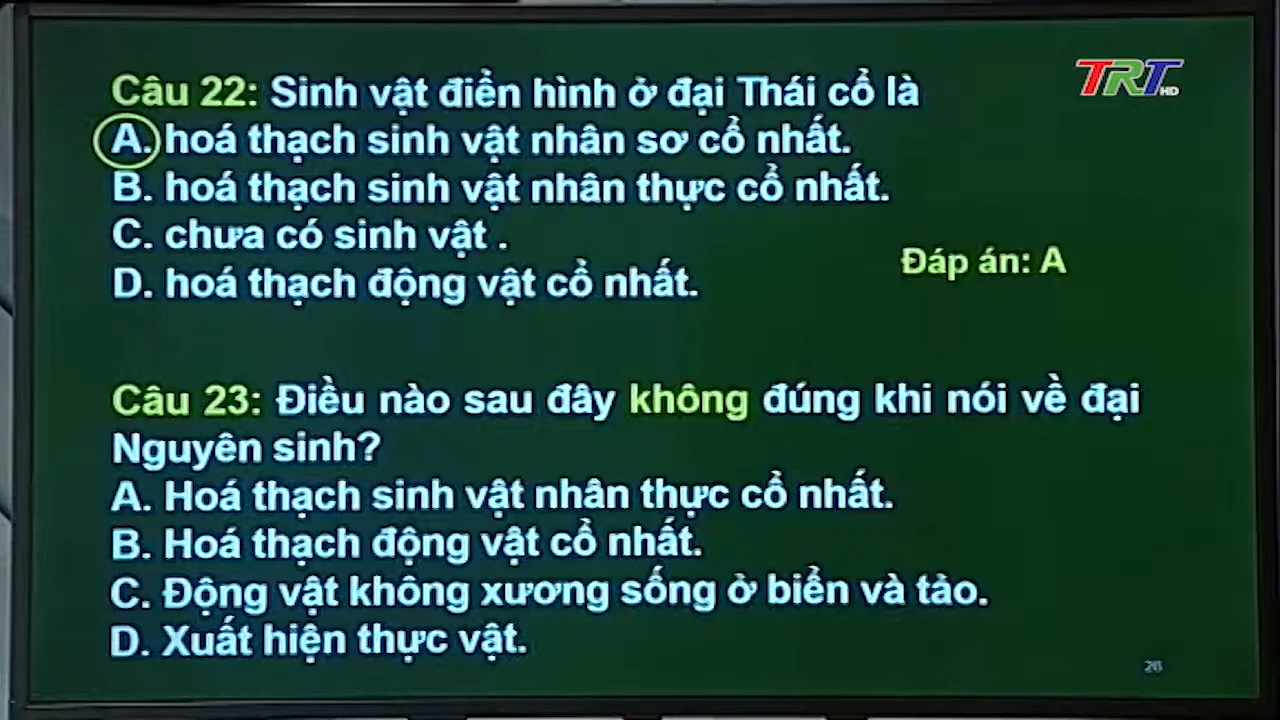 Câu 22: Sinh vật điển hình ở đại Thái cổ là
A. hoá thạch sinh vật nhân sơ cổ nhất.
B. hoá thạch sinh vật nhân thực cổ nhất.
C. chưa có sinh vật .
D. hoá thạch động vật cổ nhất.
Đáp án: A
Câu 23: Điều nào sau đây không đúng khi nói về đại
Nguyên sinh?
A. Hoá thạch sinh vật nhân thực cổ nhất.
B. Hoá thạch động vật cổ nhất.
C. Động vật không xương sống ở biển và tảo.
D. Xuất hiện thực vật.
TRT HD
26